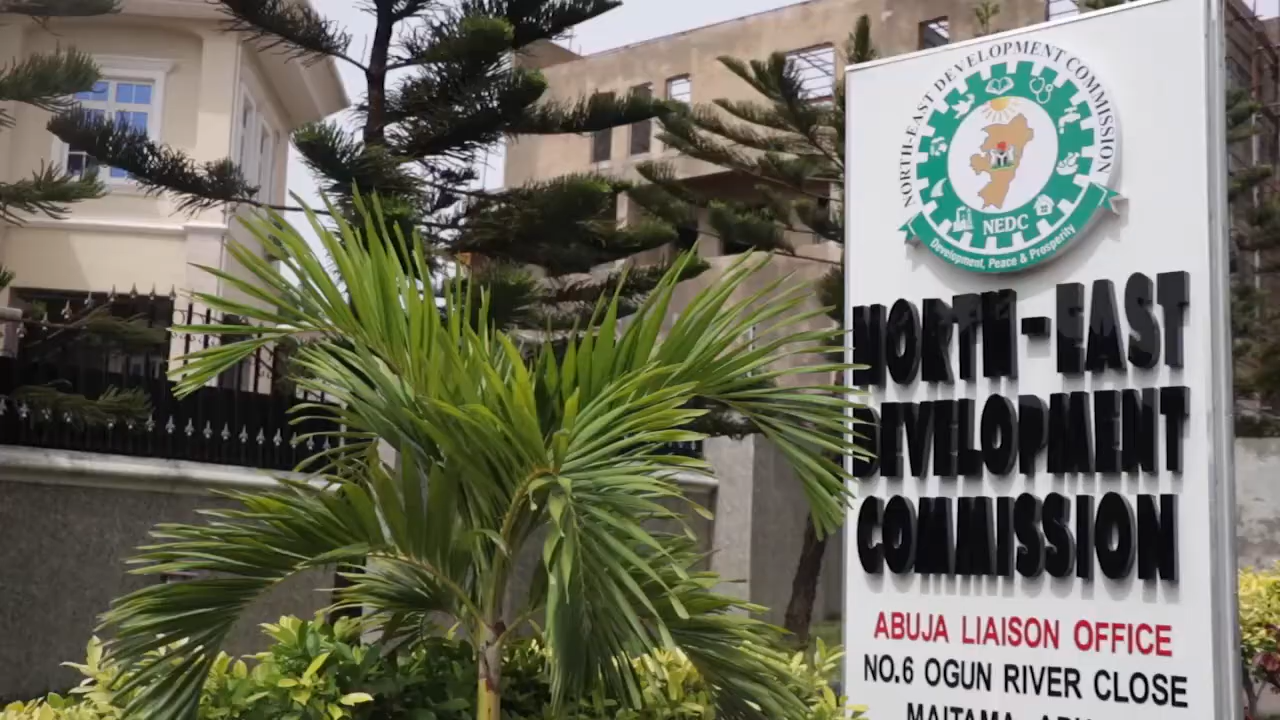 NORTH-EAST DEVELOPMENT COMMISSION
NEDC
Development, Peace & Prosperity
NORTH-EAST
DEVELOPMENT
COMMISSION
ABUJA LIAISON OFFICE
NO.6 OGUN RIVER CLOSE
MAITAMA